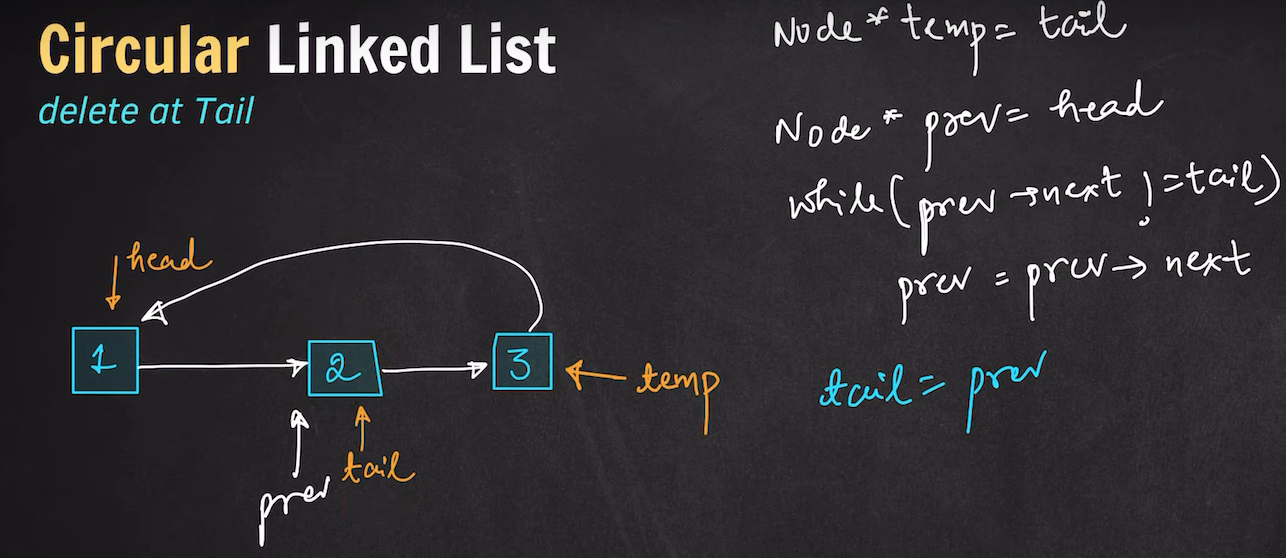 Circular Linked List
delete at Tail
Node* temp = tail
Node* prev = head
while(prev→next != tail)
prev = prev→next
tail = prev
head
1
2
3
temp
prev
tail